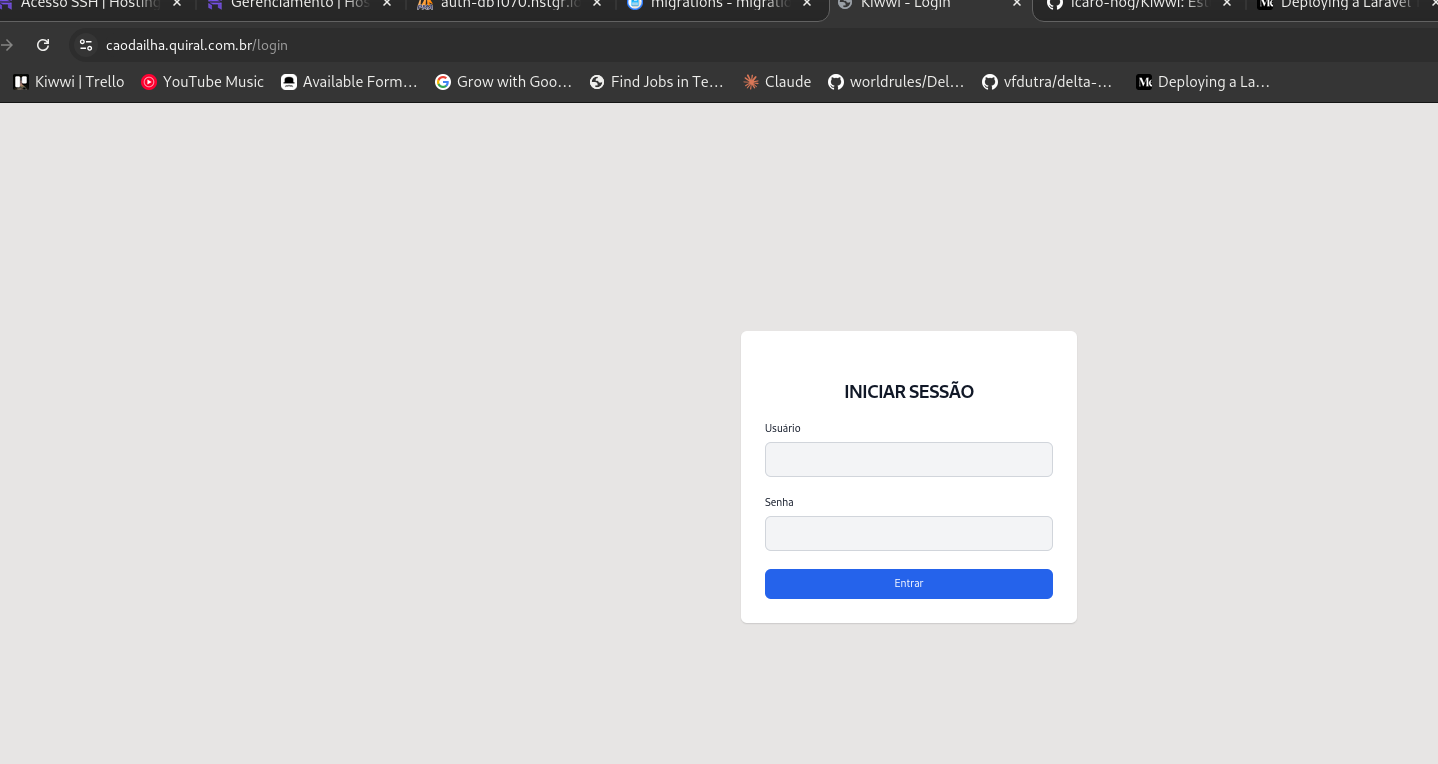 Acesso SSH | Hosting
Gerenciamento | Hos
auth-db1070.hstgr.io
migrations - migratio
Kiwwi - Login
icaro-nog/Kiwwi: Est
Deploying a Laravel
caodailha.quiral.com.br/login
Kiwwi | Trello
YouTube Music
Available Form...
Grow with Goo...
Find Jobs in Te...
Claude
worldrules/Del...
vfdutra/delta-...
Deploying a La...
INICIAR SESSÃO
Usuário
Senha
Entrar